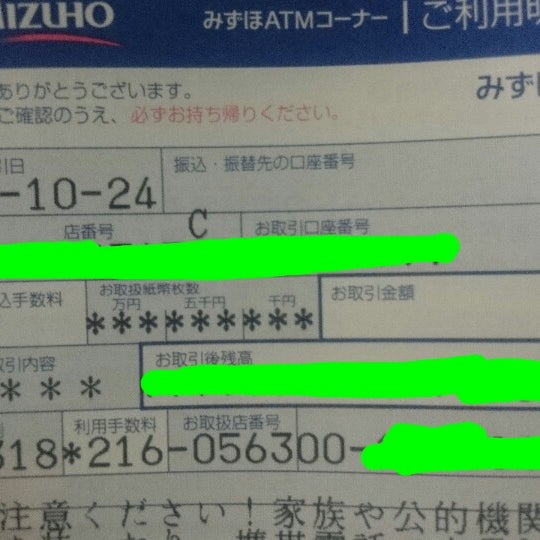 MIZUHO みずほATMコーナー ご利用明
ありがとうございます。 みずほ
ご確認のうえ、必ずお持ち帰りください。
引日 振込・振替先の口座番号
-10-24
店番号 C お取引口座番号
込手数料 お取扱紙幣枚数 お取引金額
万円 五千円 千円
*********
取引内容 お取引後残高
***
利用手数料 お取扱店番号
318*216-056300-
注意ください!家族や公的機関